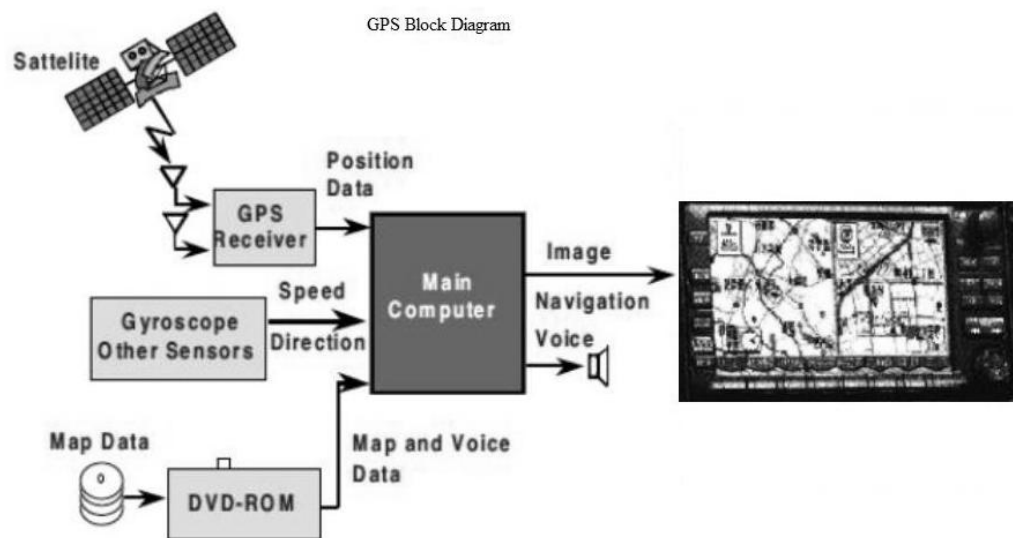 GPS Block Diagram
Sattelite
Position
Data
GPS
Receiver
Main
Computer
Image
Speed
Direction
Navigation
Voice
Gyroscope
Other Sensors
Map Data
Map and Voice
Data
DVD-ROM